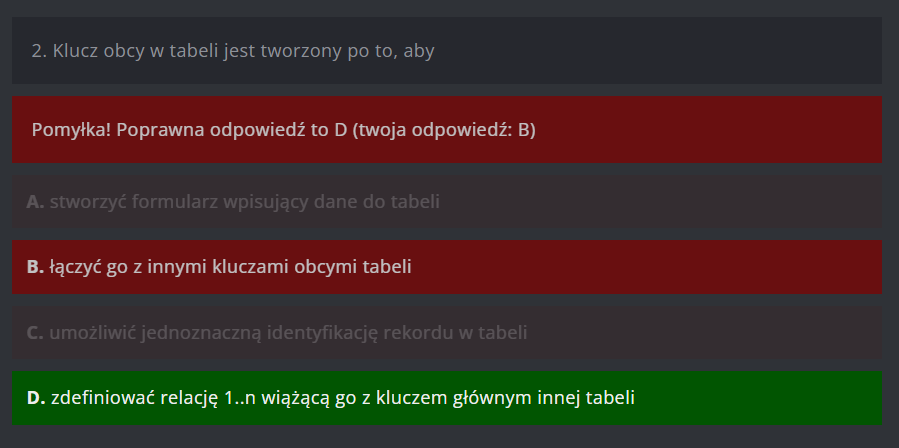 2. Klucz obcy w tabeli jest tworzony po to, aby
Pomyłka! Poprawna odpowiedź to D (twoja odpowiedź: B)
A. stworzyć formularz wpisujący dane do tabeli
B. łączyć go z innymi kluczami obcymi tabeli
C. umożliwić jednoznaczną identyfikację rekordu w tabeli
D. zdefiniować relację 1..n wiążącą go z kluczem głównym innej tabeli